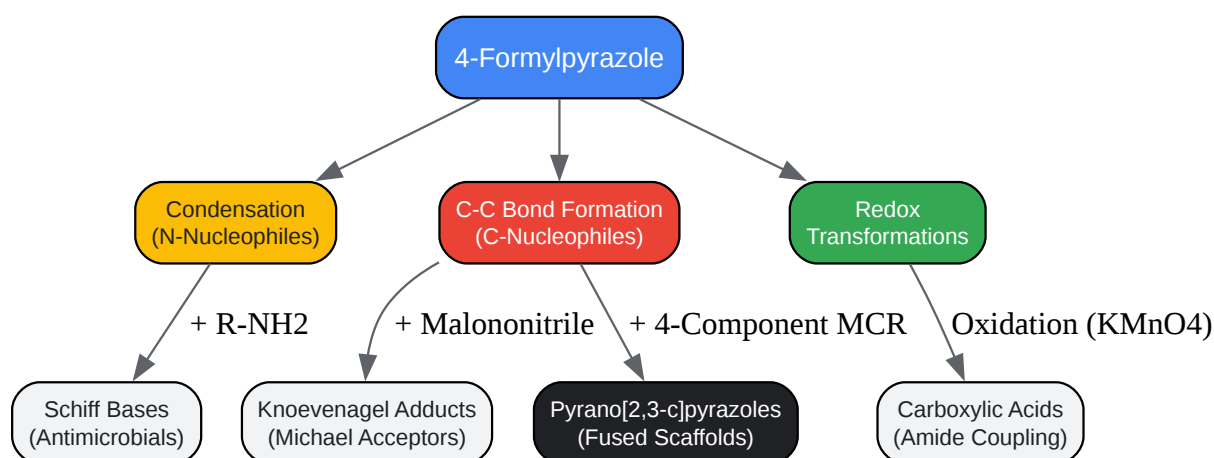 4-Formylpyrazole
Condensation
(N-Nucleophiles)
C-C Bond Formation
(C-Nucleophiles)
Redox
Transformations
+ R-NH2
+ Malononitrile
+ 4-Component MCR
Oxidation (KMnO4)
Schiff Bases
(Antimicrobials)
Knoevenagel Adducts
(Michael Acceptors)
Pyrano[2,3-c]pyrazoles
(Fused Scaffolds)
Carboxylic Acids
(Amide Coupling)